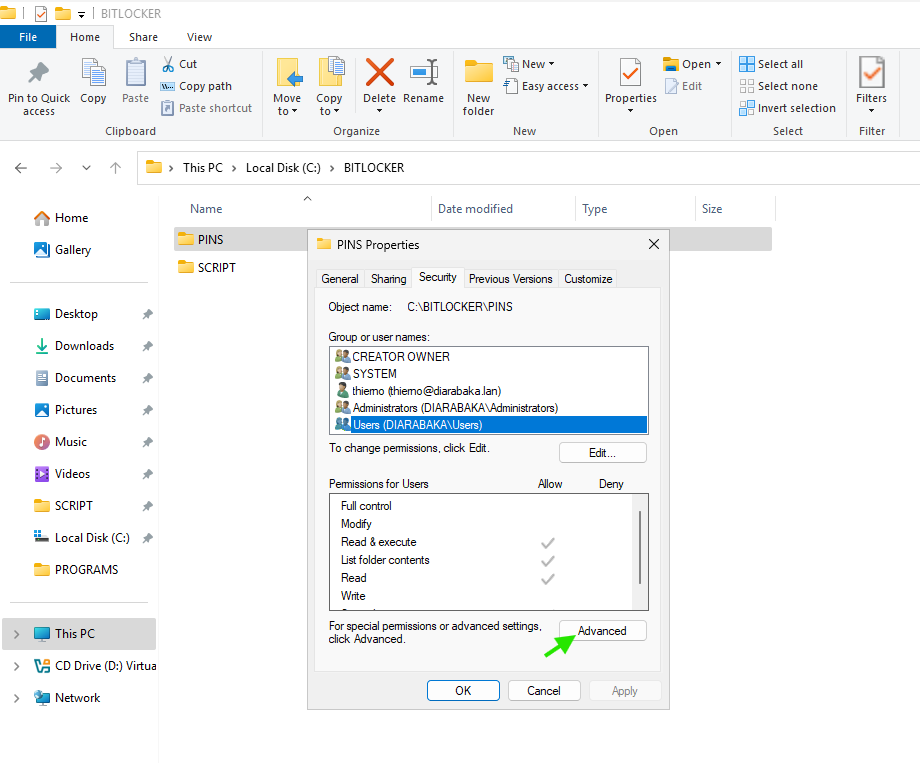 BITLOCKER
File Home Share View
Pin to Quick access
Copy
Paste
Cut
Copy path
Paste shortcut
Clipboard
Move to
Copy to
Delete
Rename
Organize
New folder
New
Easy access
New
Properties
Open
Edit
Open
Select all
Select none
Invert selection
Select
Filters
Filter
This PC Local Disk (C:) BITLOCKER
Name Date modified Type Size
PINS
SCRIPT
Home
Gallery
Desktop
Downloads
Documents
Pictures
Music
Videos
SCRIPT
Local Disk (C:)
PROGRAMS
This PC
CD Drive (D:) Virtua
Network
PINS Properties
General Sharing Security Previous Versions Customize
Object name: C:\BITLOCKER\PINS
Group or user names:
CREATOR OWNER
SYSTEM
thierno (thierno@diarabaka.lan)
Administrators (DIARABAKA\Administrators)
Users (DIARABAKA\Users)
To change permissions, click Edit.
Edit...
Permissions for Users Allow Deny
Full control
Modify
Read & execute
List folder contents
Read
Write
For special permissions or advanced settings,
click Advanced.
Advanced
OK Cancel Apply